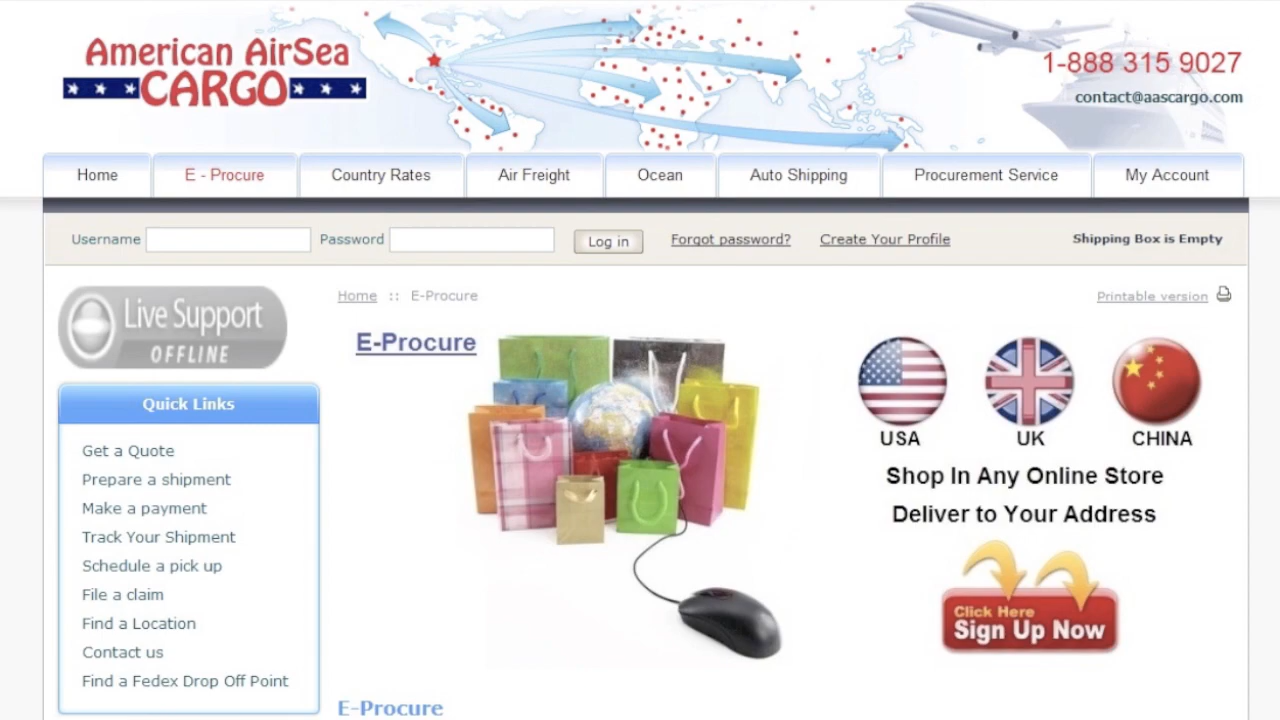 American AirSea
CARGO
1-888 315 9027
contact@aascargo.com
Home
E - Procure
Country Rates
Air Freight
Ocean
Auto Shipping
Procurement Service
My Account
Username
Password
Log in
Forgot password?
Create Your Profile
Shipping Box is Empty
Live Support
OFFLINE
Home :: E-Procure
Printable version
E-Procure
USA
UK
CHINA
Shop In Any Online Store
Deliver to Your Address
Click Here
Sign Up Now
Quick Links
Get a Quote
Prepare a shipment
Make a payment
Track Your Shipment
Schedule a pick up
File a claim
Find a Location
Contact us
Find a Fedex Drop Off Point
E-Procure